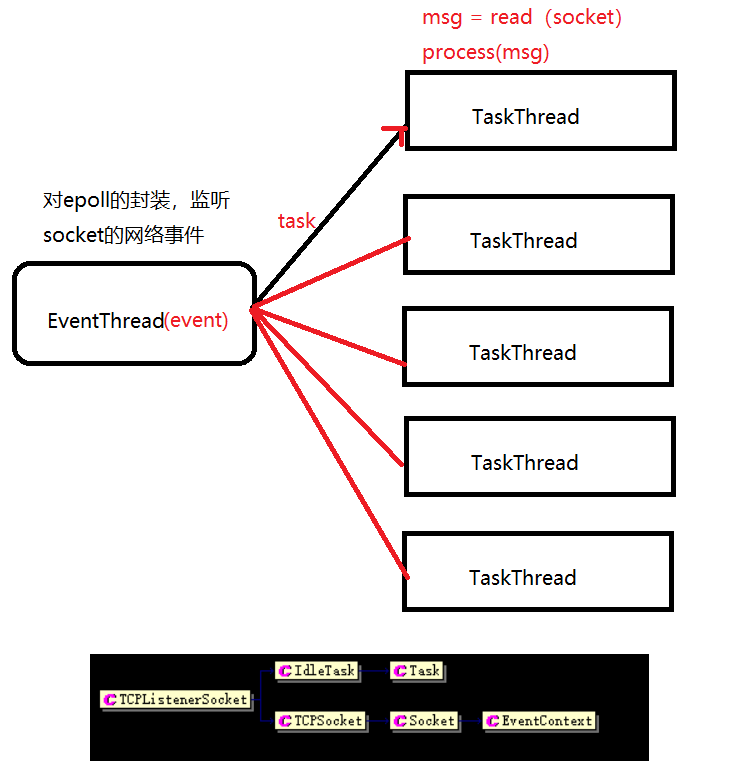 msg = read（socket）
process(msg)
TaskThread
对epoll的封装，监听
socket的网络事件
task
TaskThread
EventThread(event)
TaskThread
TaskThread
TaskThread
C IdleTask
C Task
C TCPListenerSocket
C TCPSocket
C Socket
C EventContext